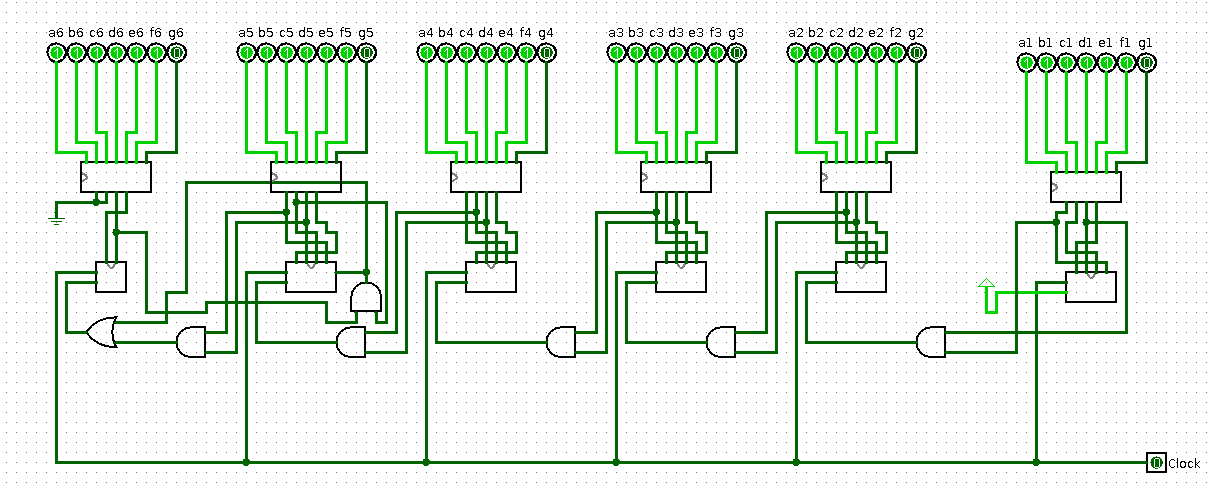 a6 b6 c6 d6 e6 f6 g6 a5 b5 c5 d5 e5 f5 g5 a4 b4 c4 d4 e4 f4 g4 a3 b3 c3 d3 e3 f3 g3 a2 b2 c2 d2 e2 f2 g2
a1 b1 c1 d1 e1 f1 g1
Clock